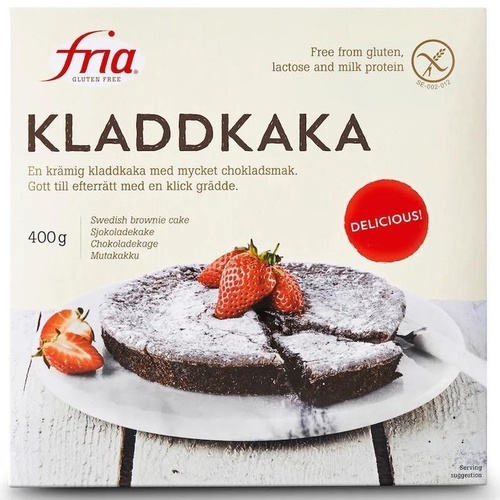 fria
GLUTEN FREE
Free from gluten,
lactose and milk protein
SE-002-012
KLADDKAKA
En krämig kladdkaka med mycket chokladsmak.
Gott till efterrätt med en klick grädde.
400g
Swedish brownie cake
Sjokoladekake
Chokoladekage
Mutakakku
DELICIOUS!
Serving
suggestion